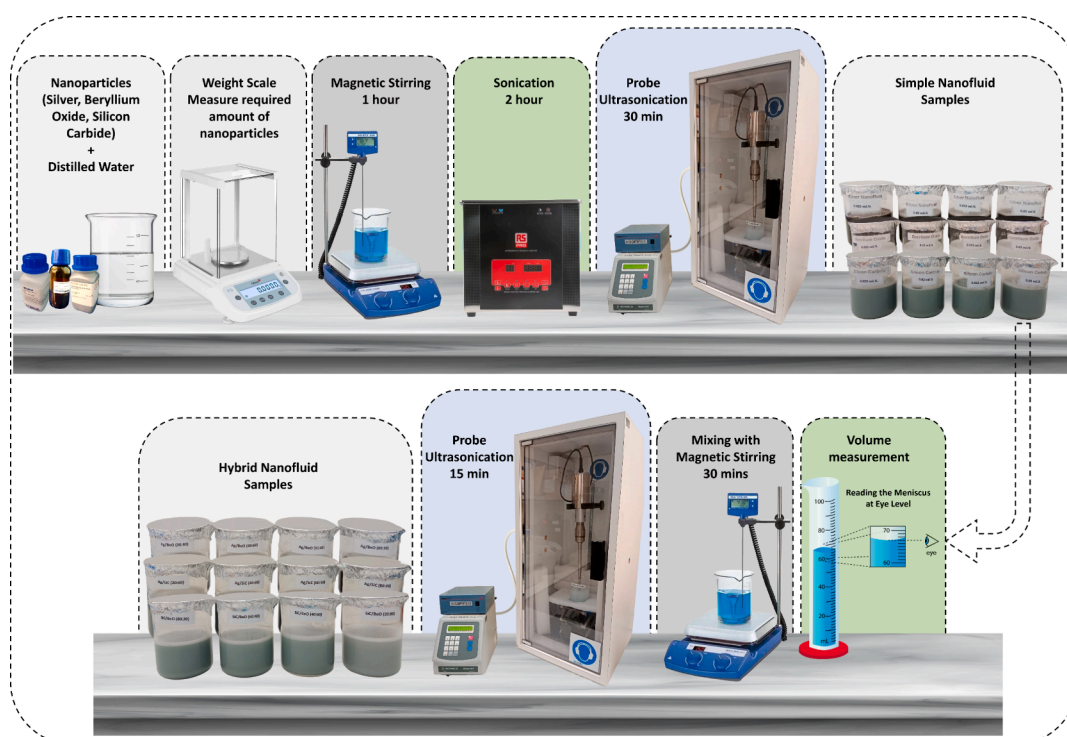 Nanoparticles
(Silver, Beryllium
Oxide, Silicon
Carbide)
+
Distilled Water
Weight Scale
Measure required
amount of
nanoparticles
Magnetic Stirring
1 hour
Sonication
2 hour
Probe
Ultrasonication
30 min
Simple Nanofluid
Samples
RS
Hybrid Nanofluid
Samples
Probe
Ultrasonication
15 min
Mixing with
Magnetic Stirring
30 mins
Volume
measurement
Reading the Meniscus
at Eye Level
100
80
60
40
20
mL
70
60
eye